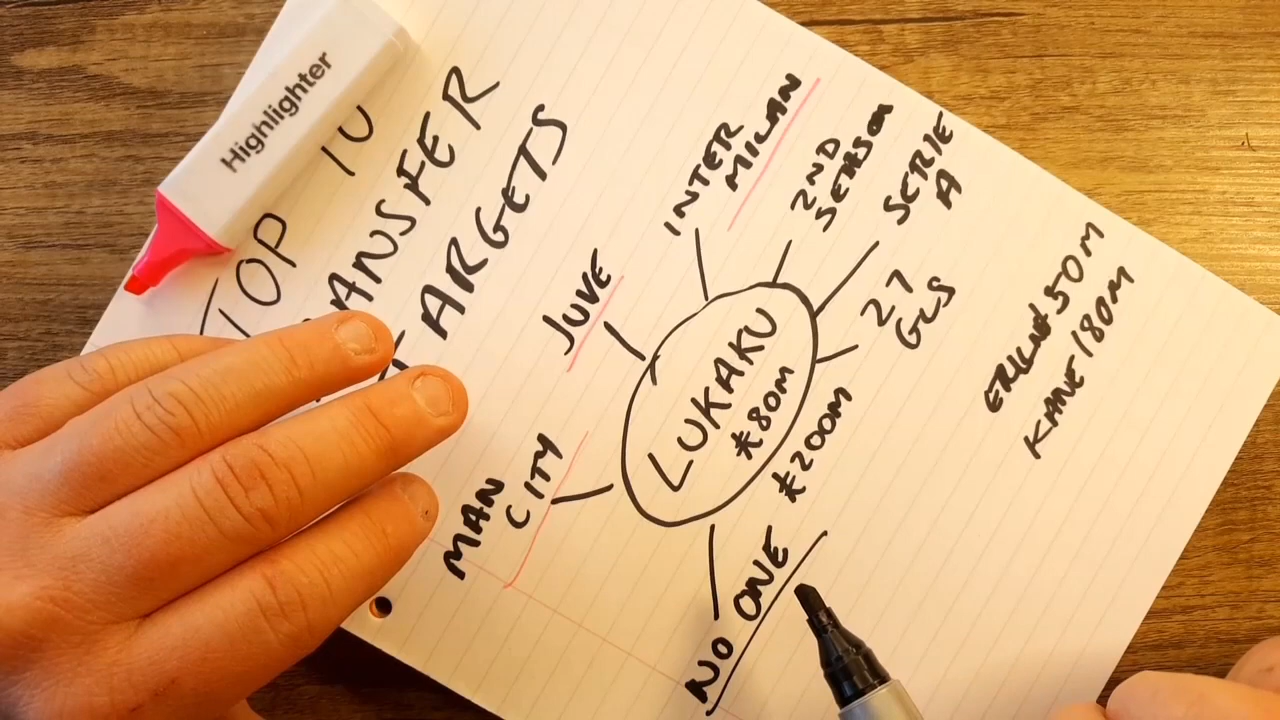 Highlighter
TOP 10
TRANSFER
TARGETS
INTER
MILAN
2ND
SEASON
SERIE
A
27
GLS
JUVE
MAN
CITY
LUKAKU
£80M
£200M
NO ONE
50M
KANE 180M